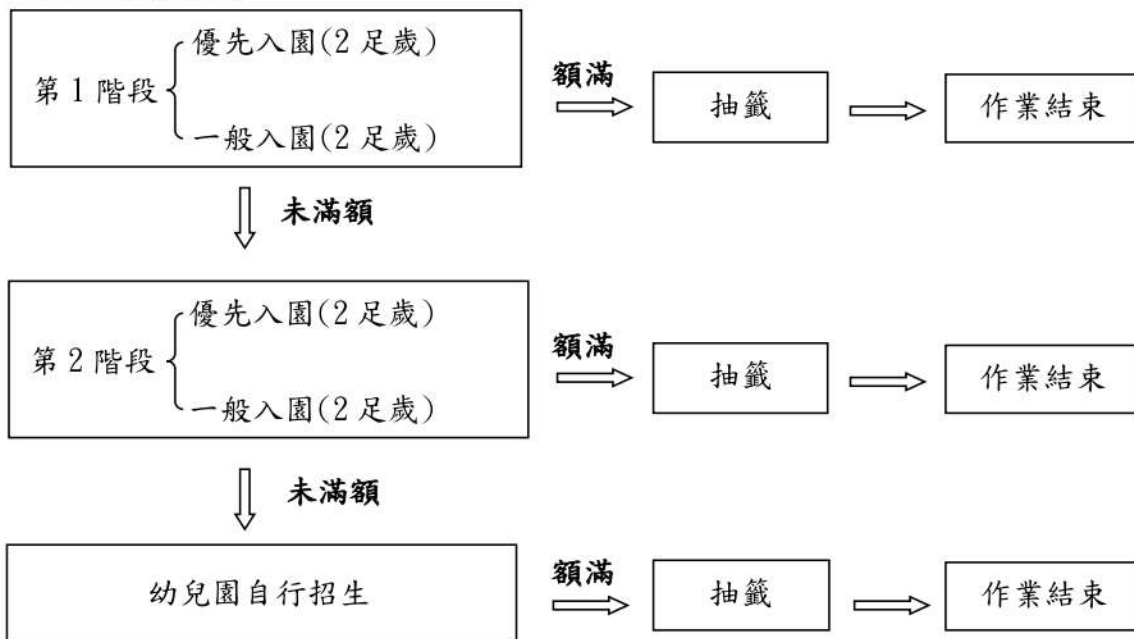 優先入園(2 足歲)
第 1 階段
一般入園(2 足歲)
額滿
抽籤
作業結束
未滿額
優先入園(2 足歲)
第 2 階段
一般入園(2 足歲)
額滿
抽籤
作業結束
未滿額
幼兒園自行招生
額滿
抽籤
作業結束